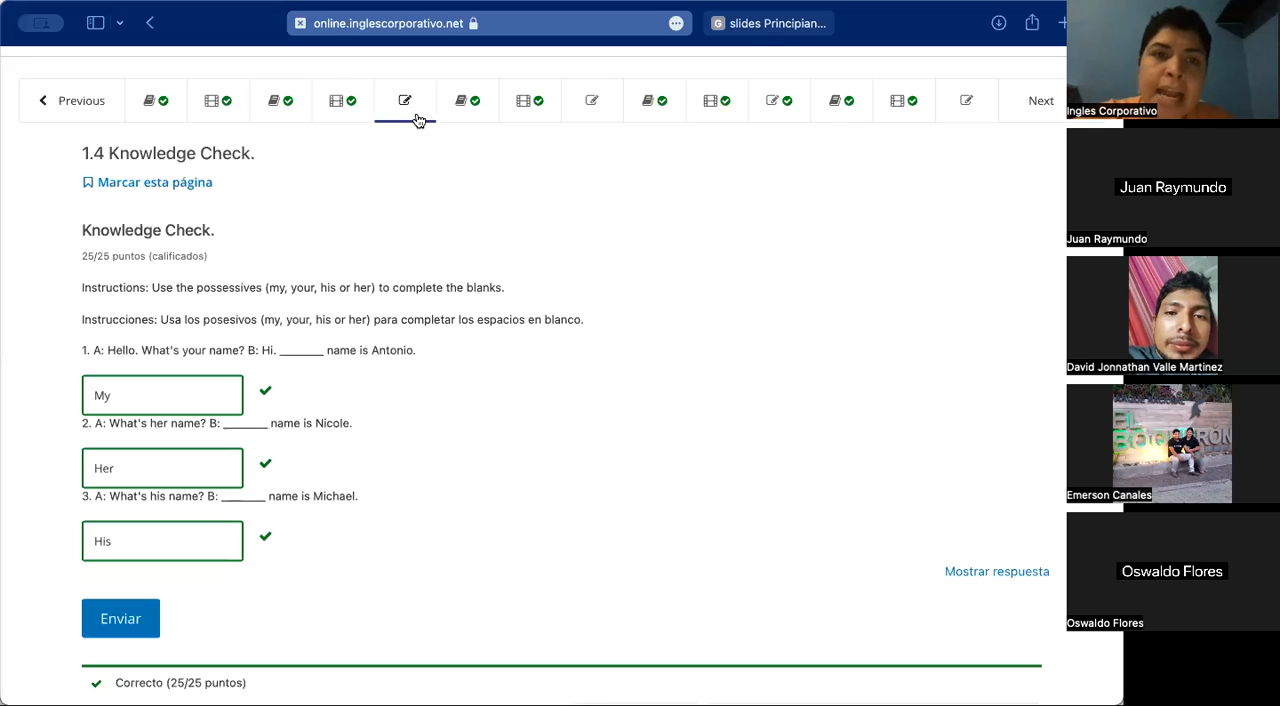 online.inglescorporativo.net
slides Principian...
Previous
Next
1.4 Knowledge Check.
Marcar esta página
Knowledge Check.
25/25 puntos (calificados)
Instructions: Use the possessives (my, your, his or her) to complete the blanks.
Instrucciones: Usa los posesivos (my, your, his or her) para completar los espacios en blanco.
1. A: Hello. What's your name? B: Hi. _______ name is Antonio.
My
2. A: What's her name? B: _______ name is Nicole.
Her
3. A: What's his name? B: _______ name is Michael.
His
Mostrar respuesta
Enviar
Correcto (25/25 puntos)
Ingles Corporativo
Juan Raymundo
Juan Raymundo
David Jonnathan Valle Martinez
Emerson Canales
Oswaldo Flores
Oswaldo Flores